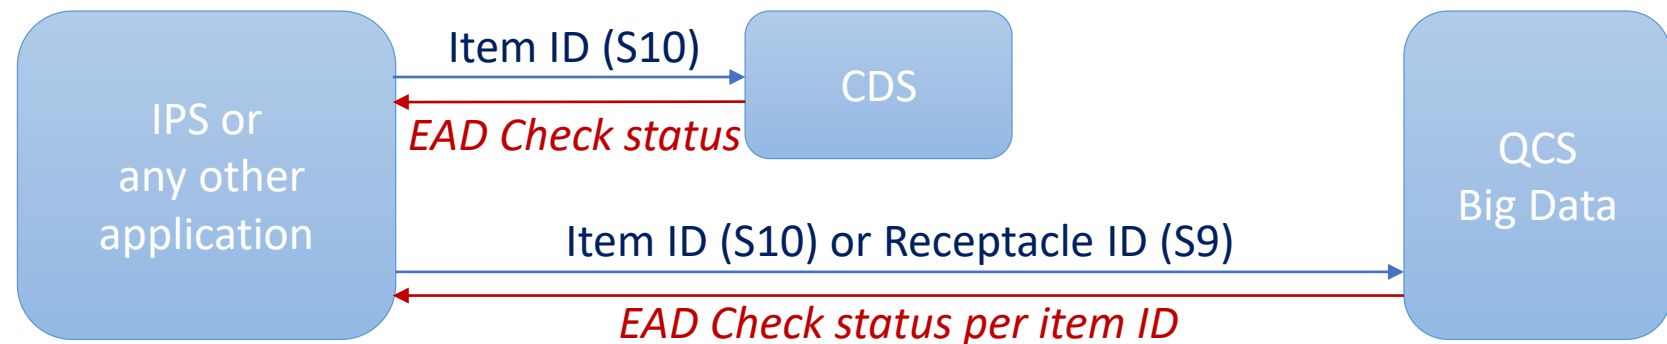 IPS or
any other
application
Item ID (S10)
EAD Check status
CDS
Item ID (S10) or Receptacle ID (S9)
EAD Check status per item ID
QCS
Big Data